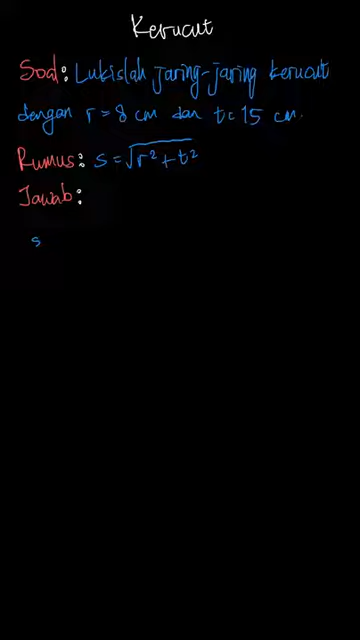 Kerucut
Soal: Lukislah jaring-jaring kerucut
dengan r = 8 cm dan t = 15 cm.
Rumus: s = √r² + t²
Jawab:
s